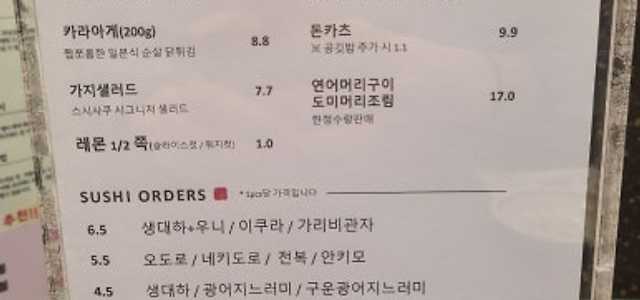 카라아게(200g) 8.8
짭쪼름한 일본식 순살 닭튀김
돈카츠 9.9
※ 공깃밥 추가 시 1.1
가지샐러드 7.7
스시사쿠 시그니처 샐러드
연어머리구이
도미머리조림 17.0
한정수량판매
레몬 1/2 쪽(슬라이스컷 / 웨지컷) 1.0
SUSHI ORDERS * 1pcs당 가격입니다
6.5 생대하+우니 / 이쿠라 / 가리비관자
5.5 오도로 / 네키도로 / 전복 / 안키모
4.5 생대하 / 광어지느러미 / 구운광어지느러미
추천!!